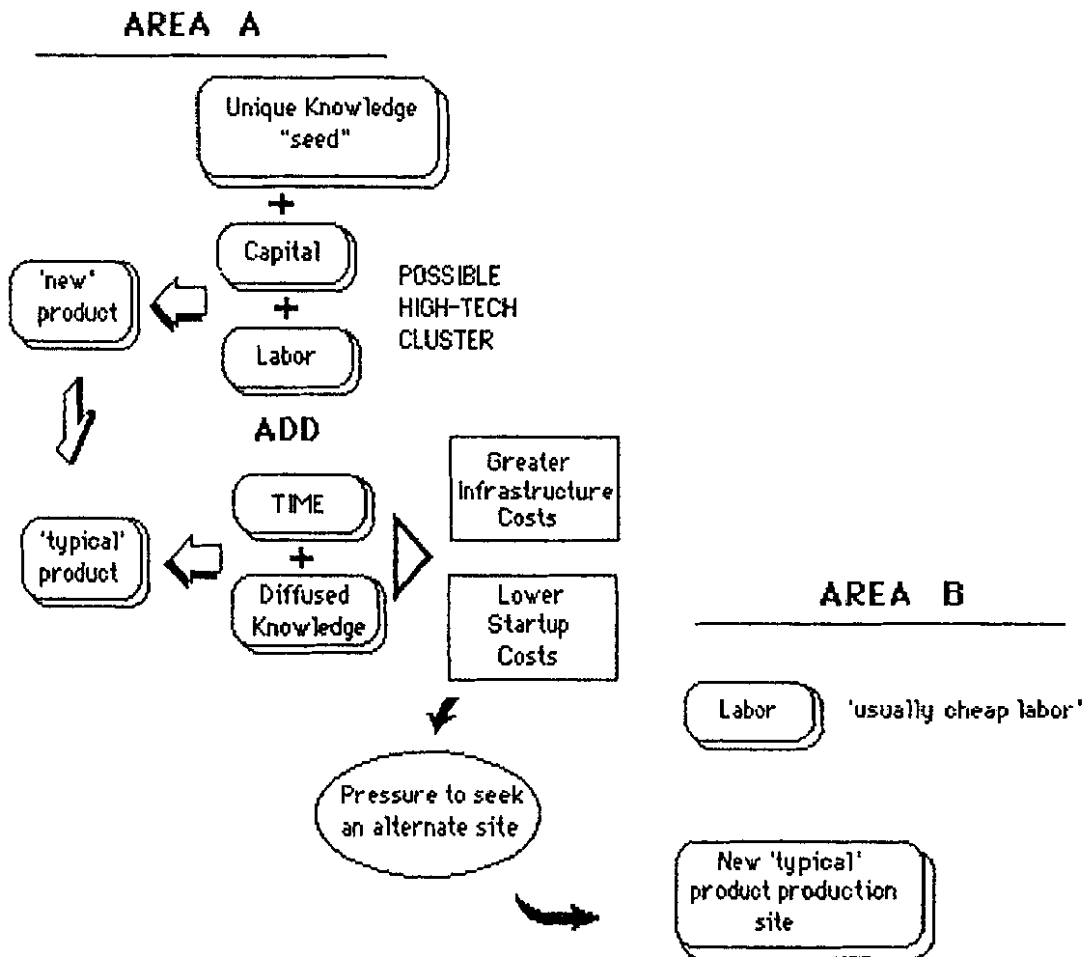 AREA A
Unique Knowledge
"seed"
+
Capital
+
Labor
'new'
product
POSSIBLE
HIGH-TECH
CLUSTER
ADD
TIME
+
Diffused
Knowledge
'typical'
product
Greater
Infrastructure
Costs
Lower
Startup
Costs
Pressure to seek
an alternate site
AREA B
Labor
'usually cheap labor'
New 'typical'
product production
site